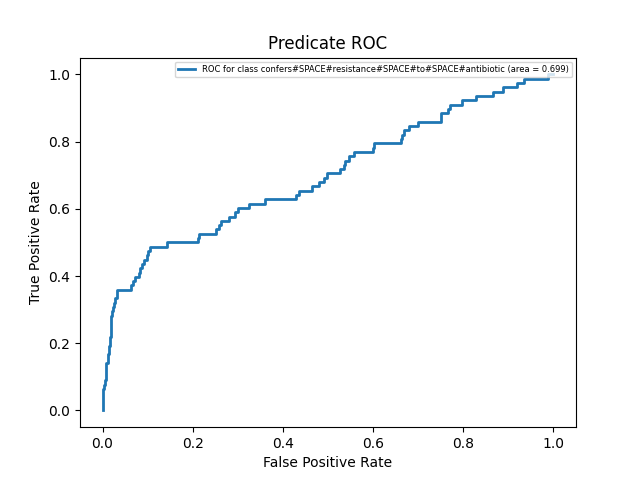 Predicate ROC
ROC for class confers#SPACE#resistance#SPACE#to#SPACE#antibiotic (area = 0.699)
1.0
0.8
0.6
0.4
0.2
0.0
True Positive Rate
0.0 0.2 0.4 0.6 0.8 1.0
False Positive Rate